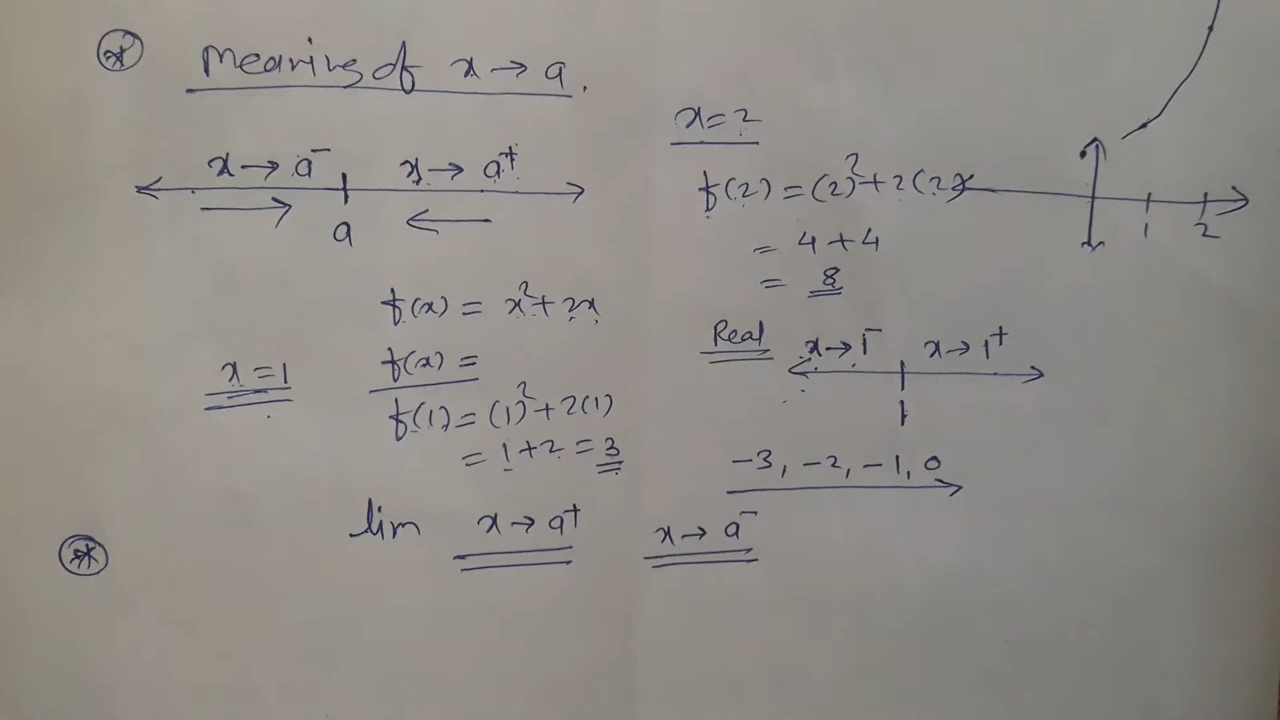 * Meaning of x → a.
x → a⁻ x → a⁺
a
f(x) = x² + 2x
x = 1
f(x) =
f(1) = (1)² + 2(1)
= 1 + 2 = 3
lim x → a⁺ x → a⁻
*
x = 2
f(2) = (2)² + 2(2)
= 4 + 4
= 8
1 2
Real
x → 1⁻ x → 1⁺
1
-3, -2, -1, 0